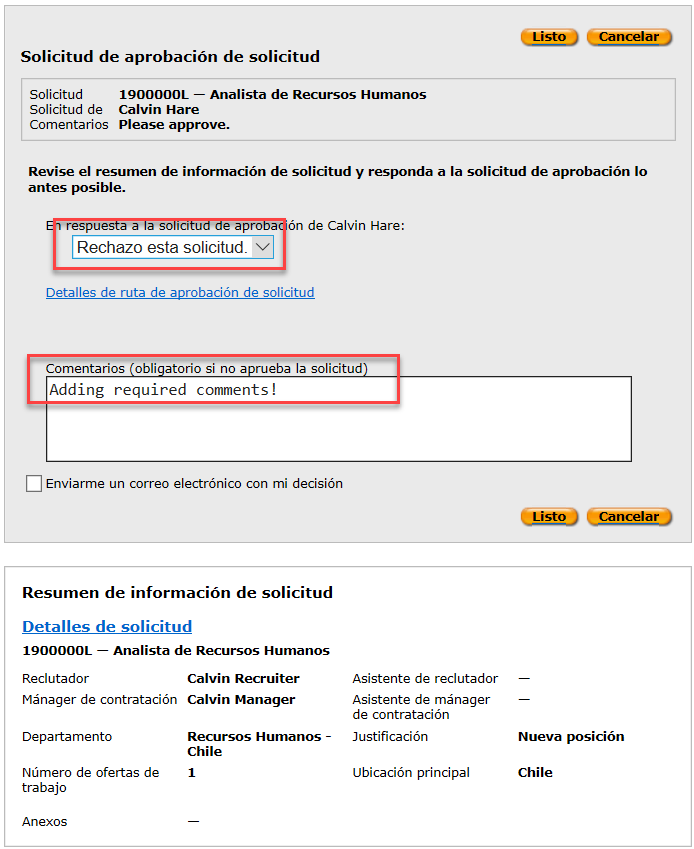 Listo Cancelar
Solicitud de aprobación de solicitud
Solicitud 1900000L — Analista de Recursos Humanos
Solicitud de Calvin Hare
Comentarios Please approve.
Revise el resumen de información de solicitud y responda a la solicitud de aprobación lo
antes posible.
En respuesta a la solicitud de aprobación de Calvin Hare:
Rechazo esta solicitud.
Detalles de ruta de aprobación de solicitud
Comentarios (obligatorio si no aprueba la solicitud)
Adding required comments!
Enviarme un correo electrónico con mi decisión
Listo Cancelar
Resumen de información de solicitud
Detalles de solicitud
1900000L — Analista de Recursos Humanos
Reclutador Calvin Recruiter Asistente de reclutador —
Mánager de contratación Calvin Manager Asistente de mánager —
de contratación
Departamento Recursos Humanos - Justificación Nueva posición
Chile
Número de ofertas de 1 Ubicación principal Chile
trabajo
Anexos —